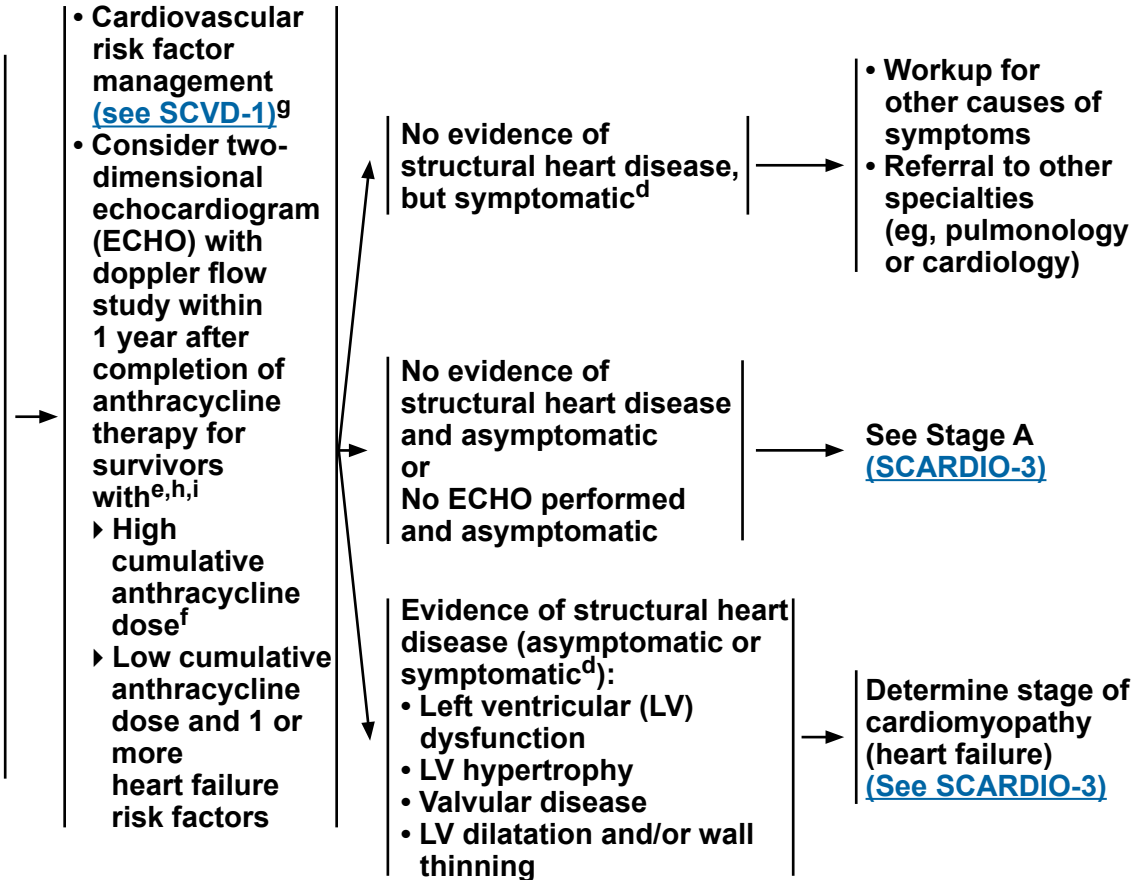 • Cardiovascular
risk factor
management
(see SCVD-1)g
• Consider two-
dimensional
echocardiogram
(ECHO) with
doppler flow
study within
1 year after
completion of
anthracycline
therapy for
survivors
withe,h,i
▸ High
cumulative
anthracycline
dosef
▸ Low cumulative
anthracycline
dose and 1 or
more
heart failure
risk factors
No evidence of
structural heart disease,
but symptomaticd
• Workup for
other causes of
symptoms
• Referral to other
specialties
(eg, pulmonology
or cardiology)
No evidence of
structural heart disease
and asymptomatic
or
No ECHO performed
and asymptomatic
See Stage A
(SCARDIO-3)
Evidence of structural heart
disease (asymptomatic or
symptomaticd):
• Left ventricular (LV)
dysfunction
• LV hypertrophy
• Valvular disease
• LV dilatation and/or wall
thinning
Determine stage of
cardiomyopathy
(heart failure)
(See SCARDIO-3)